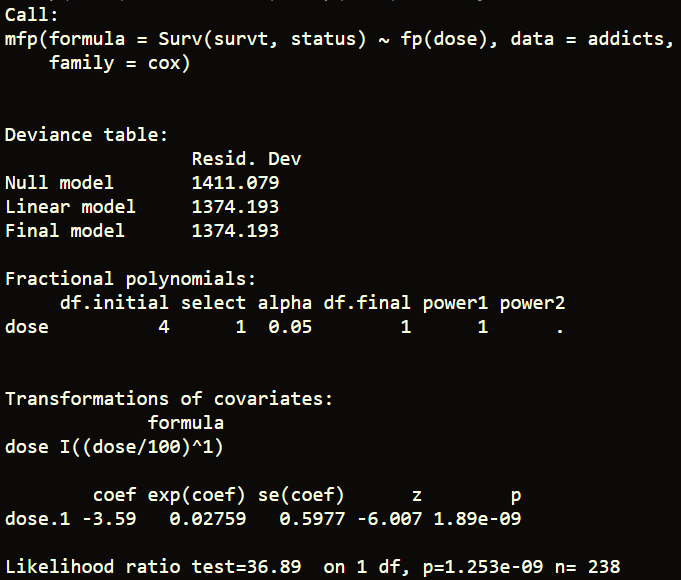 Call:
mfp(formula = Surv(survt, status) ~ fp(dose), data = addicts,
    family = cox)
Deviance table:
                 Resid. Dev
Null model       1411.079
Linear model     1374.193
Final model      1374.193
Fractional polynomials:
     df.initial select alpha df.final power1 power2
dose          4      1  0.05        1      1      .
Transformations of covariates:
             formula
dose I((dose/100)^1)
        coef exp(coef) se(coef)      z        p
dose.1 -3.59   0.02759   0.5977 -6.007 1.89e-09
Likelihood ratio test=36.89  on 1 df, p=1.253e-09 n= 238